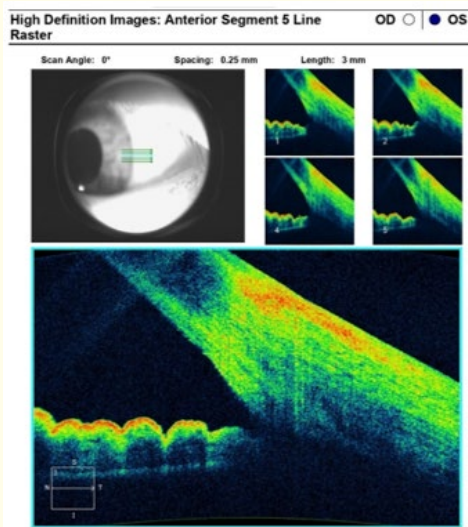 High Definition Images: Anterior Segment 5 Line Raster OD OS
Scan Angle: 0° Spacing: 0.25 mm Length: 3 mm
1 2
4 5
S
N T
I